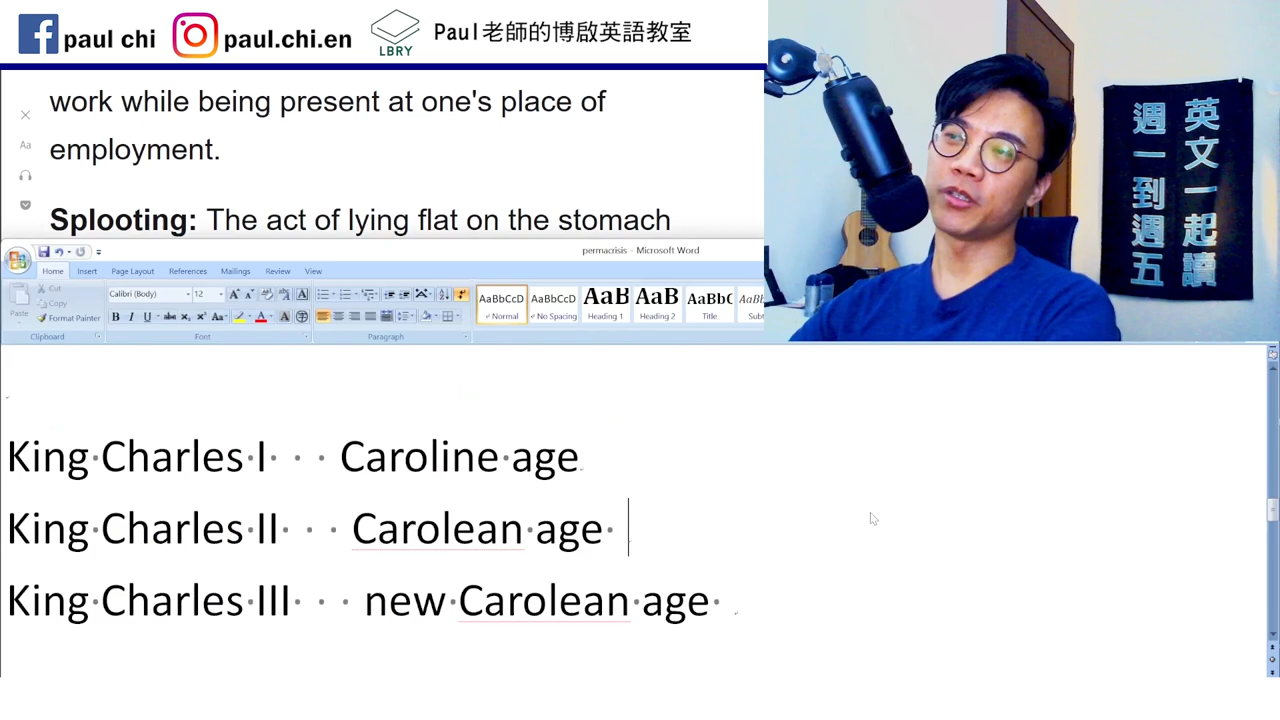 paul chi
paul.chi.en
LBRY
Paul老師的博啟英語教室
work while being present at one's place of
employment.
Splooting: The act of lying flat on the stomach
permacrisis - Microsoft Word
Home Insert Page Layout References Mailings Review View
Cut
Copy
Format Painter
Paste
Clipboard
Calibri (Body) 12
Font
Paragraph
AaBbCcD AaBbCcD AaB AaB AaBbC AaB
Normal No Spacing Heading 1 Heading 2 Title Subt
King Charles I Caroline age
King Charles II Carolean age
King Charles III new Carolean age
英文一起讀
週一到週五